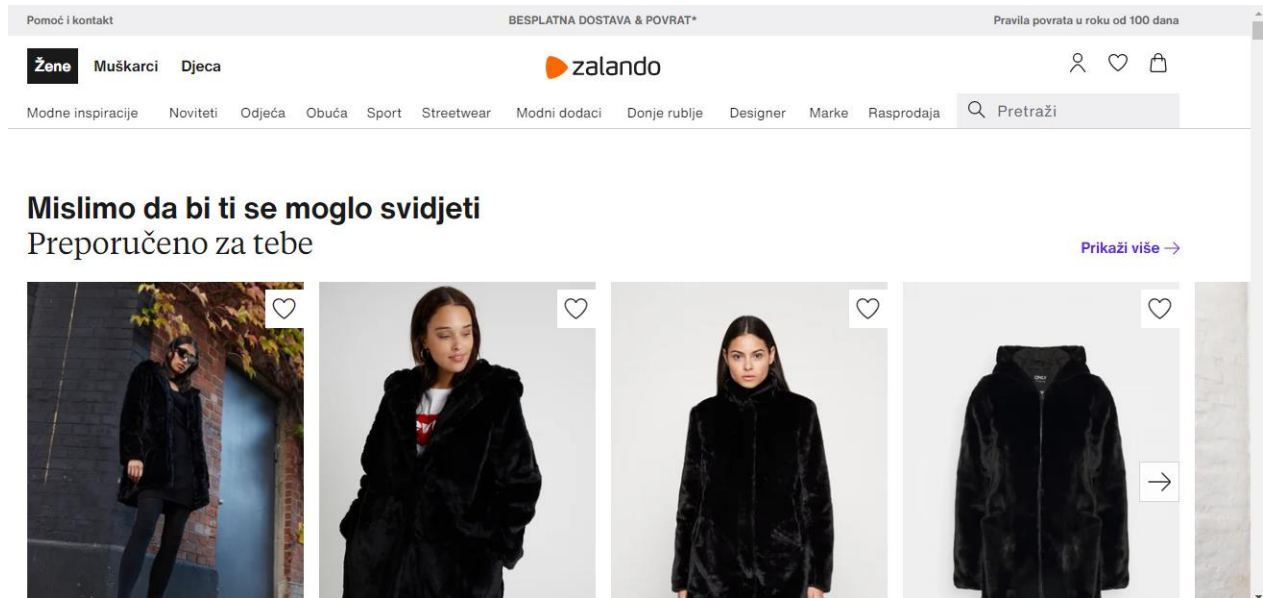 Pomoć i kontakt BESPLATNA DOSTAVA & POVRAT* Pravila povrata u roku od 100 dana
Žene Muškarci Djeca zalando
Modne inspiracije Noviteti Odjeća Obuća Sport Streetwear Modni dodaci Donje rublje Designer Marke Rasprodaja Pretraži
Mislimo da bi ti se moglo svidjeti
Preporučeno za tebe
Prikaži više
ONLY